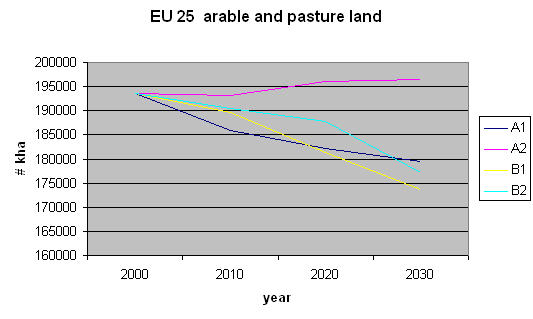 EU 25 arable and pasture land
200000
195000
190000
185000
180000
175000
170000
165000
160000
# kha
2000 2010 2020 2030
year
A1
A2
B1
B2